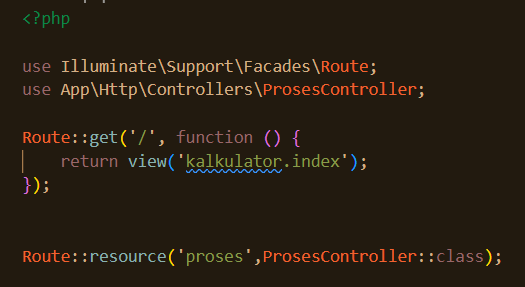 <?php
use Illuminate\Support\Facades\Route;
use App\Http\Controllers\ProsesController;
Route::get('/', function () {
    return view('kalkulator.index');
});
Route::resource('proses',ProsesController::class);